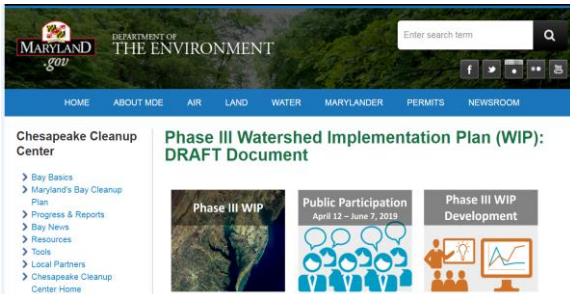 MARYLAND
.gov
DEPARTMENT OF
THE ENVIRONMENT
Enter search term
HOME ABOUT MDE AIR LAND WATER MARYLANDER PERMITS NEWSROOM
Chesapeake Cleanup
Center
Bay Basics
Maryland's Bay Cleanup
Plan
Progress & Reports
Bay News
Resources
Tools
Local Partners
Chesapeake Cleanup
Center Home
Phase III Watershed Implementation Plan (WIP):
DRAFT Document
Phase III WIP
Public Participation
April 12 – June 7, 2019
Phase III WIP
Development